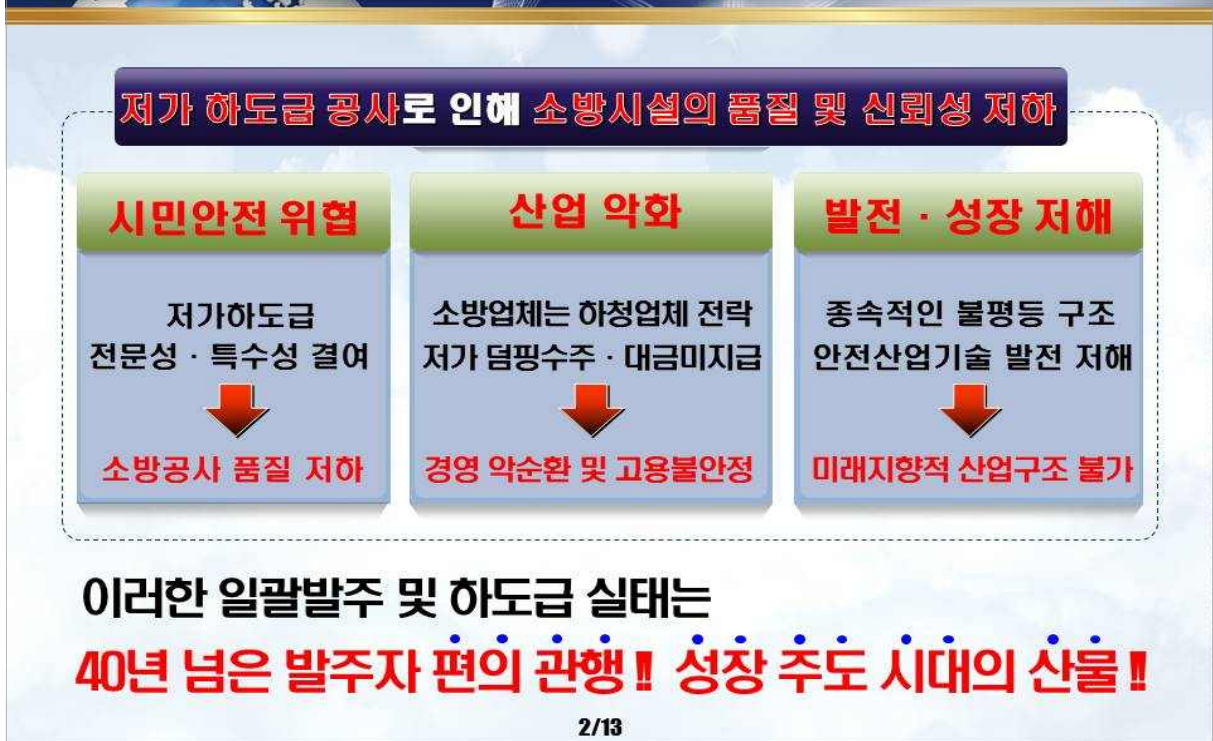 저가 하도급 공사로 인해 소방시설의 품질 및 신뢰성 저하
시민안전 위협
저가하도급
전문성 · 특수성 결여
소방공사 품질 저하
산업 악화
소방업체는 하청업체 전락
저가 덤핑수주 · 대금미지급
경영 악순환 및 고용불안정
발전 · 성장 저해
종속적인 불평등 구조
안전산업기술 발전 저해
미래지향적 산업구조 불가
이러한 일괄발주 및 하도급 실태는
40년 넘은 발주자 편의 관행!! 성장 주도 시대의 산물!!
2/13